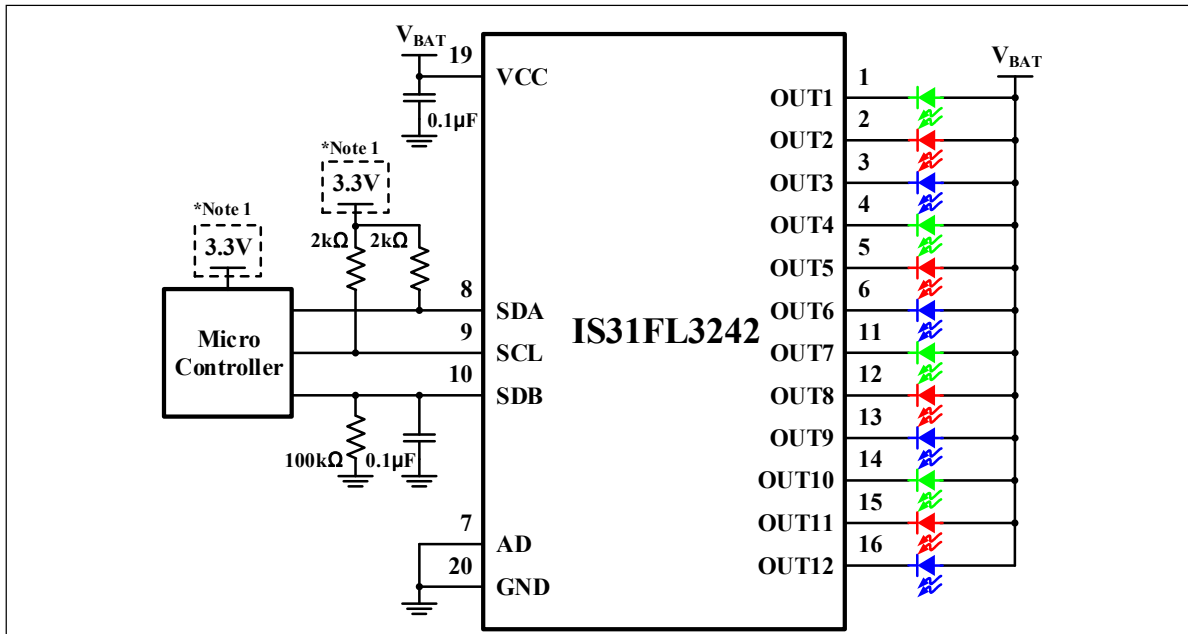 V_BAT
19
VCC
0.1µF
*Note 1
3.3V
*Note 1
3.3V
2kΩ 2kΩ
Micro
Controller
8
SDA
9
SCL
10
SDB
100kΩ 0.1µF
7
AD
20
GND
IS31FL3242
V_BAT
1
OUT1
2
OUT2
3
OUT3
4
OUT4
5
OUT5
6
OUT6
11
OUT7
12
OUT8
13
OUT9
14
OUT10
15
OUT11
16
OUT12